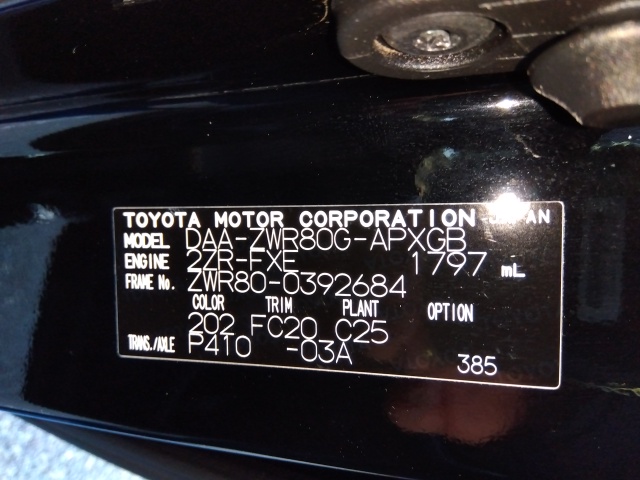 TOYOTA MOTOR CORPORATION JAPAN
MODEL DAA-ZWR80G-APXGB
ENGINE 2ZR-FXE 1797 mL
FRAME No. ZWR80-0392684
COLOR TRIM PLANT OPTION
202 FC20 C25
TRANS./AXLE P410 -03A
385